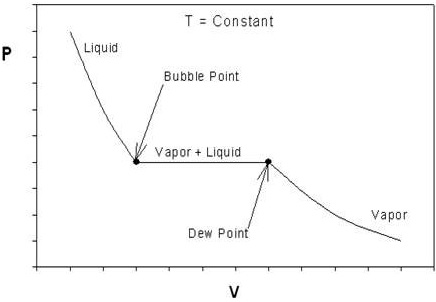 T = Constant
Liquid
P
Bubble Point
Vapor + Liquid
Dew Point
Vapor
V